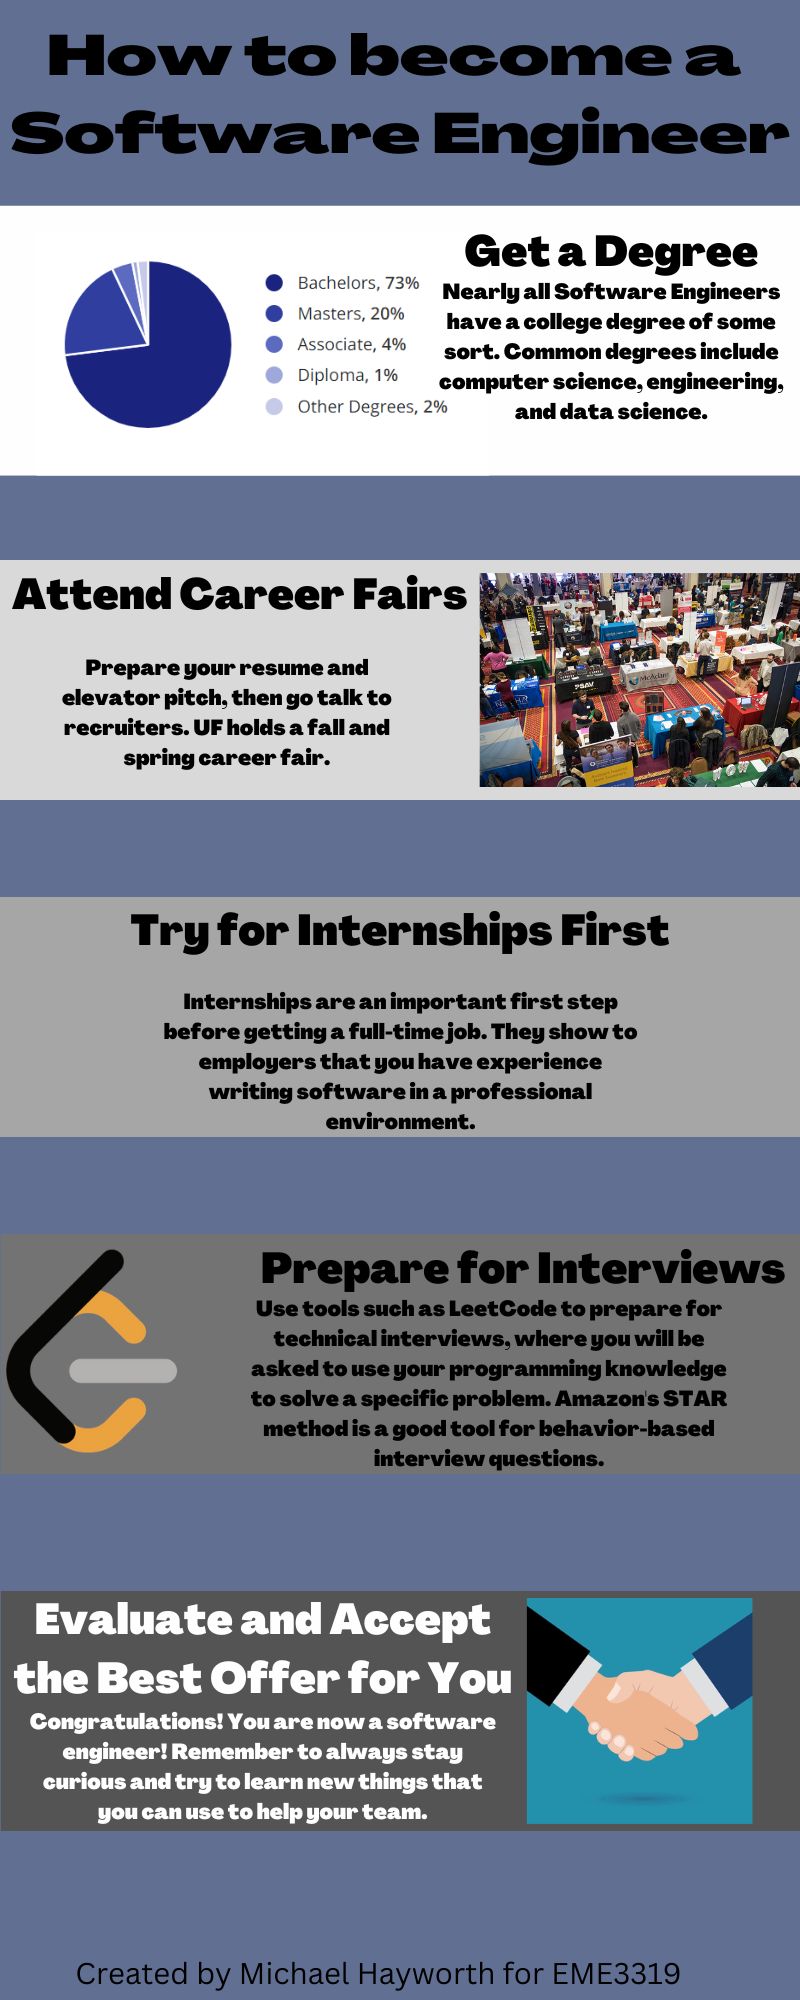 How to become a
Software Engineer
Bachelors, 73%
Masters, 20%
Associate, 4%
Diploma, 1%
Other Degrees, 2%
Get a Degree
Nearly all Software Engineers
have a college degree of some
sort. Common degrees include
computer science, engineering,
and data science.
Attend Career Fairs
Prepare your resume and
elevator pitch, then go talk to
recruiters. UF holds a fall and
spring career fair.
PSAV
McAdam
Try for Internships First
Internships are an important first step
before getting a full-time job. They show to
employers that you have experience
writing software in a professional
environment.
Prepare for Interviews
Use tools such as LeetCode to prepare for
technical interviews, where you will be
asked to use your programming knowledge
to solve a specific problem. Amazon's STAR
method is a good tool for behavior-based
interview questions.
Evaluate and Accept
the Best Offer for You
Congratulations! You are now a software
engineer! Remember to always stay
curious and try to learn new things that
you can use to help your team.
Created by Michael Hayworth for EME3319